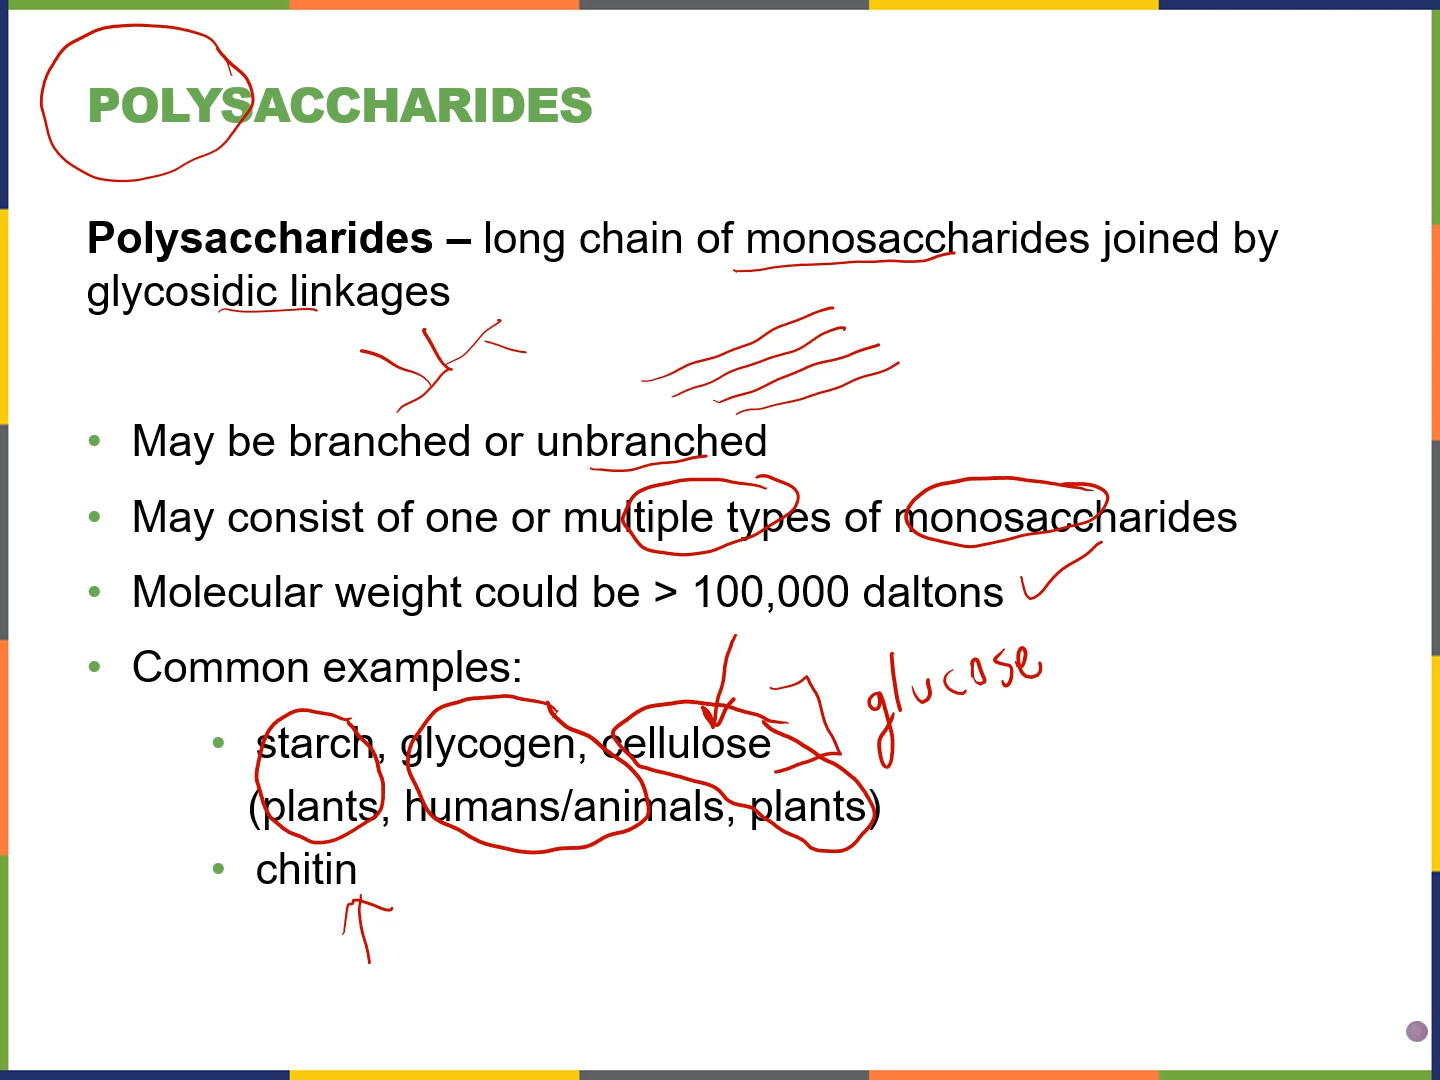 POLYSACCHARIDES
Polysaccharides – long chain of monosaccharides joined by
glycosidic linkages
• May be branched or unbranched
• May consist of one or multiple types of monosaccharides
• Molecular weight could be > 100,000 daltons
• Common examples:
glucose
• starch, glycogen, cellulose
(plants, humans/animals, plants)
• chitin